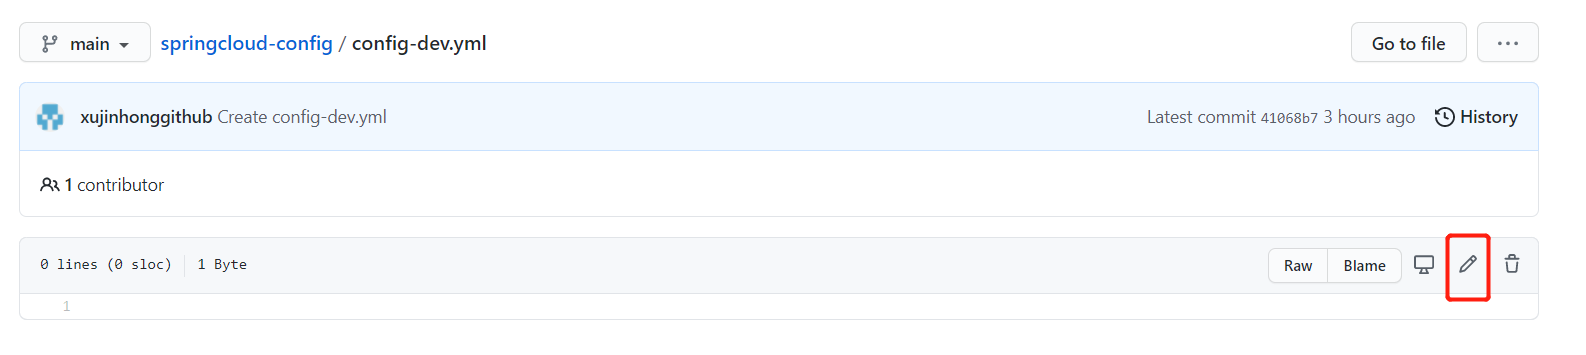 main springcloud-config / config-dev.yml Go to file ...
xujinhonggithub Create config-dev.yml Latest commit 41068b7 3 hours ago History
1 contributor
0 lines (0 sloc) 1 Byte Raw Blame
1